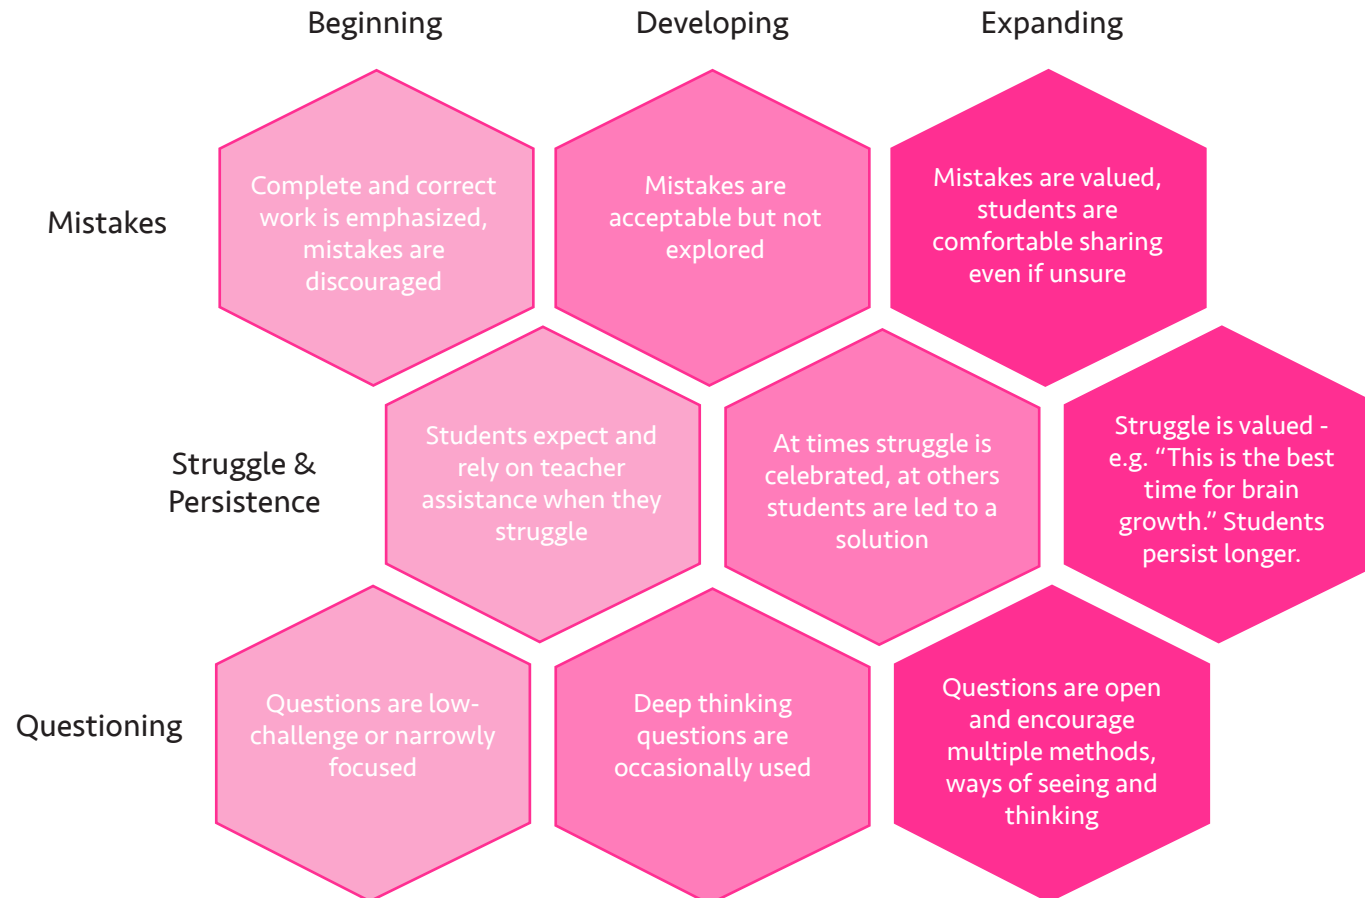 Beginning
Developing
Expanding
Mistakes
Complete and correct
work is emphasized,
mistakes are
discouraged
Mistakes are
acceptable but not
explored
Mistakes are valued,
students are
comfortable sharing
even if unsure
Struggle &
Persistence
Students expect and
rely on teacher
assistance when they
struggle
At times struggle is
celebrated, at others
students are led to a
solution
Struggle is valued -
e.g. “This is the best
time for brain
growth.” Students
persist longer.
Questioning
Questions are low-
challenge or narrowly
focused
Deep thinking
questions are
occasionally used
Questions are open
and encourage
multiple methods,
ways of seeing and
thinking